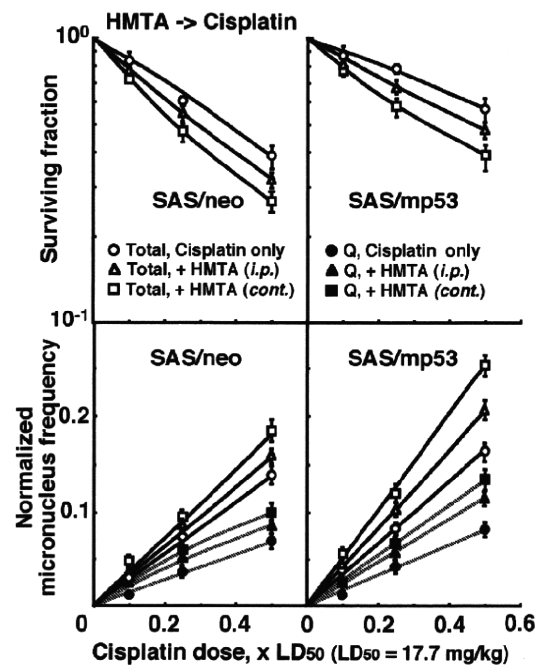 HMTA -> Cisplatin
10⁰
Surviving fraction
SAS/neo
SAS/mp53
Total, Cisplatin only
Total, + HMTA (i.p.)
Total, + HMTA (cont.)
Q, Cisplatin only
Q, + HMTA (i.p.)
Q, + HMTA (cont.)
10⁻¹
SAS/neo
SAS/mp53
Normalized
micronucleus frequency
0.2
0.1
0 0.2 0.4 0 0.2 0.4 0.6
Cisplatin dose, x LD50 (LD50 = 17.7 mg/kg)